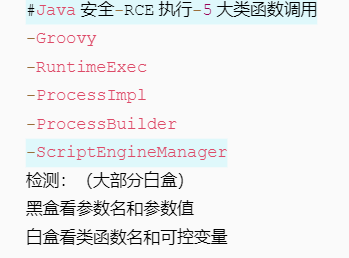 #Java 安全-RCE 执行-5 大类函数调用
-Groovy
-RuntimeExec
-ProcessImpl
-ProcessBuilder
-ScriptEngineManager
检测：（大部分白盒）
黑盒看参数名和参数值
白盒看类函数名和可控变量